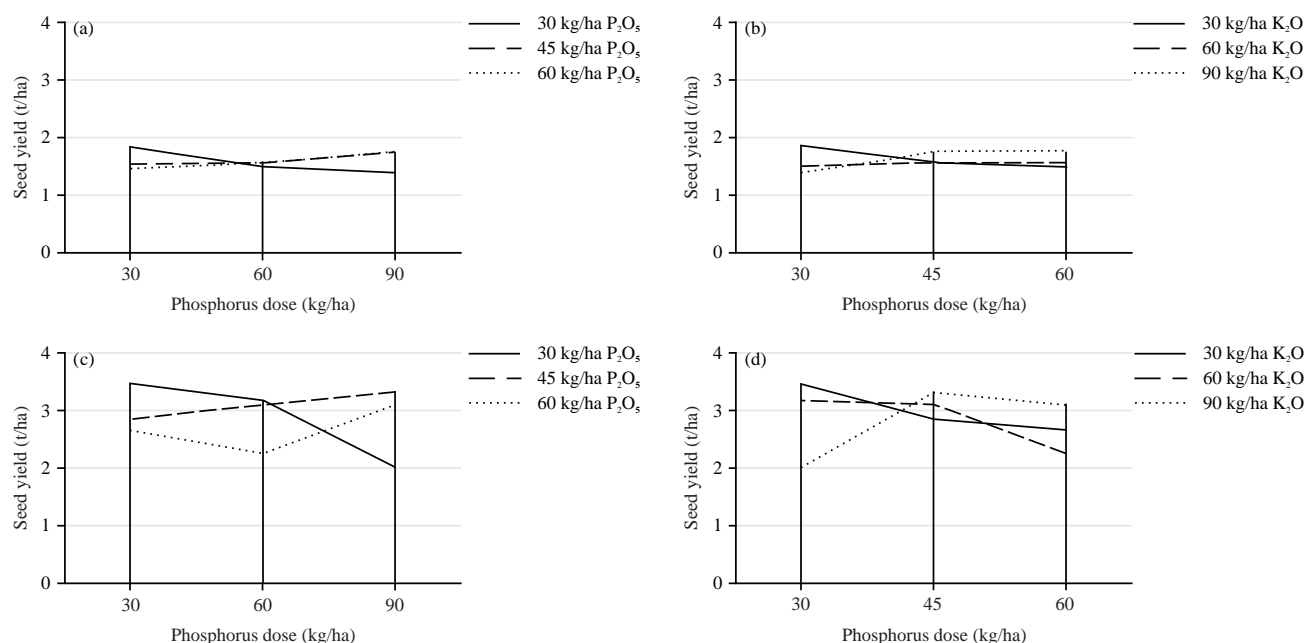 (a)
4
3
2
1
0
Seed yield (t/ha)
30 60 90
Phosphorus dose (kg/ha)
30 kg/ha P₂O₅
45 kg/ha P₂O₅
60 kg/ha P₂O₅
(b)
4
3
2
1
0
Seed yield (t/ha)
30 45 60
Phosphorus dose (kg/ha)
30 kg/ha K₂O
60 kg/ha K₂O
90 kg/ha K₂O
(c)
4
3
2
1
0
Seed yield (t/ha)
30 60 90
Phosphorus dose (kg/ha)
30 kg/ha P₂O₅
45 kg/ha P₂O₅
60 kg/ha P₂O₅
(d)
4
3
2
1
0
Seed yield (t/ha)
30 45 60
Phosphorus dose (kg/ha)
30 kg/ha K₂O
60 kg/ha K₂O
90 kg/ha K₂O